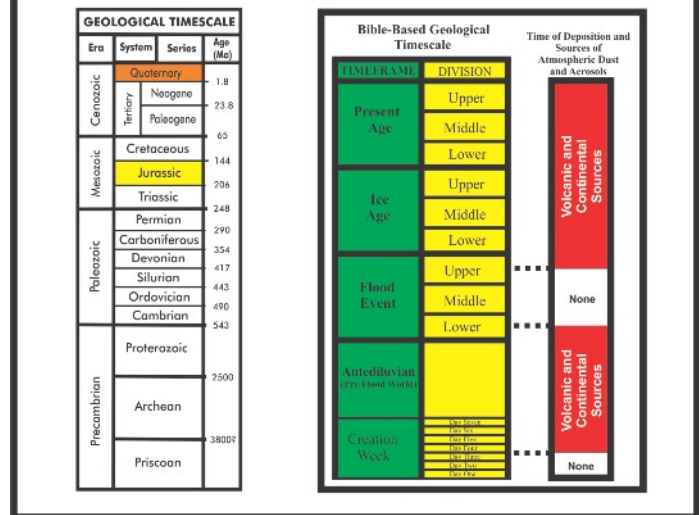 GEOLOGICAL TIMESCALE
Era
System
Series
Age
(Ma)
Cenozoic
Quaternary
1.8
Tertiary
Neogene
23.8
Paleogene
65
Mesozoic
Cretaceous
144
Jurassic
206
Triassic
248
Paleozoic
Permian
290
Carboniferous
354
Devonian
417
Silurian
443
Ordovician
490
Cambrian
543
Precambrian
Proterozoic
2500
Archean
3800?
Priscoan
Bible-Based Geological
Timescale
TIMEFRAME
DIVISION
Present
Age
Upper
Middle
Lower
Ice
Age
Upper
Middle
Lower
Flood
Event
Upper
Middle
Lower
Antediluvian
(Pre-Flood World)
Creation
Week
Day Seven
Day Six
Day Five
Day Four
Day Three
Day Two
Day One
Time of Deposition and
Sources of
Atmospheric Dust
and Aerosols
Volcanic and
Continental
Sources
None
Volcanic and
Continental
Sources
None